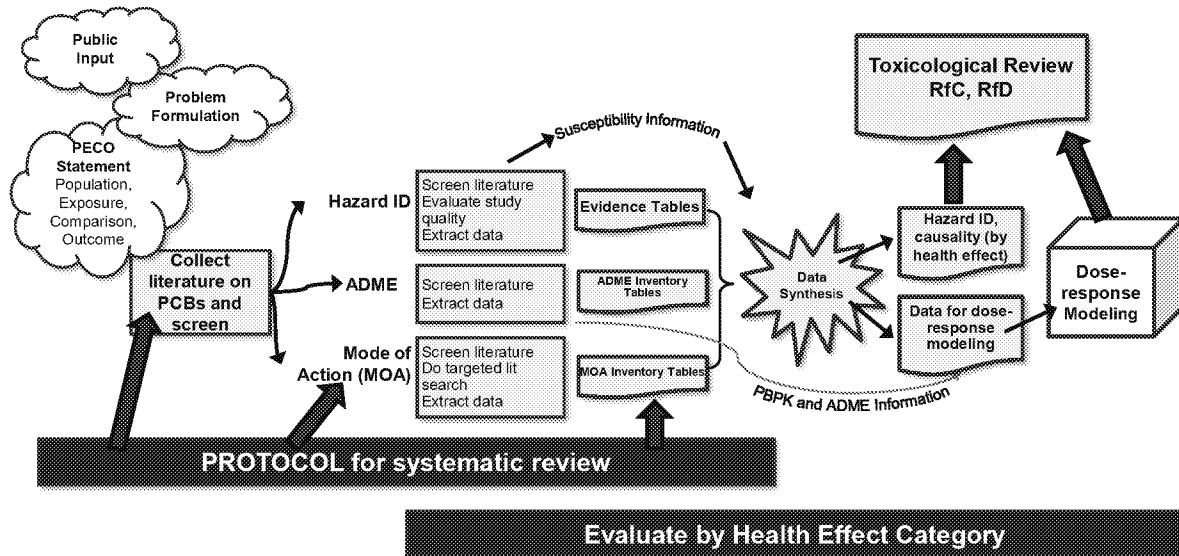 Public
Input
Problem
Formulation
PECO
Statement
Population,
Exposure,
Comparison,
Outcome
Collect
literature on
PCBs and
screen
Hazard ID
Screen literature
Evaluate study
quality
Extract data
Evidence Tables
ADME
Screen literature
Extract data
ADME Inventory
Tables
Mode of
Action (MOA)
Screen literature
Do targeted lit
search
Extract data
MOA Inventory Tables
Susceptibility Information
Data
Synthesis
PBPK and ADME Information
Toxicological Review
RfC, RfD
Hazard ID,
causality (by
health effect)
Data for dose-
response
modeling
Dose-
response
Modeling
PROTOCOL for systematic review
Evaluate by Health Effect Category